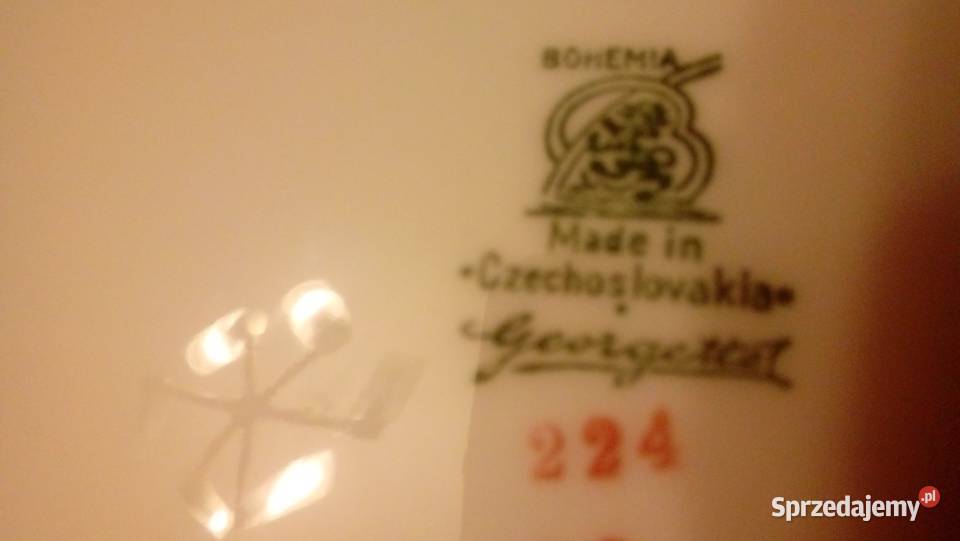 BOHEMIA
Made in
•Czechoslovakia•
Georgette
224
Sprzedajemy.pl